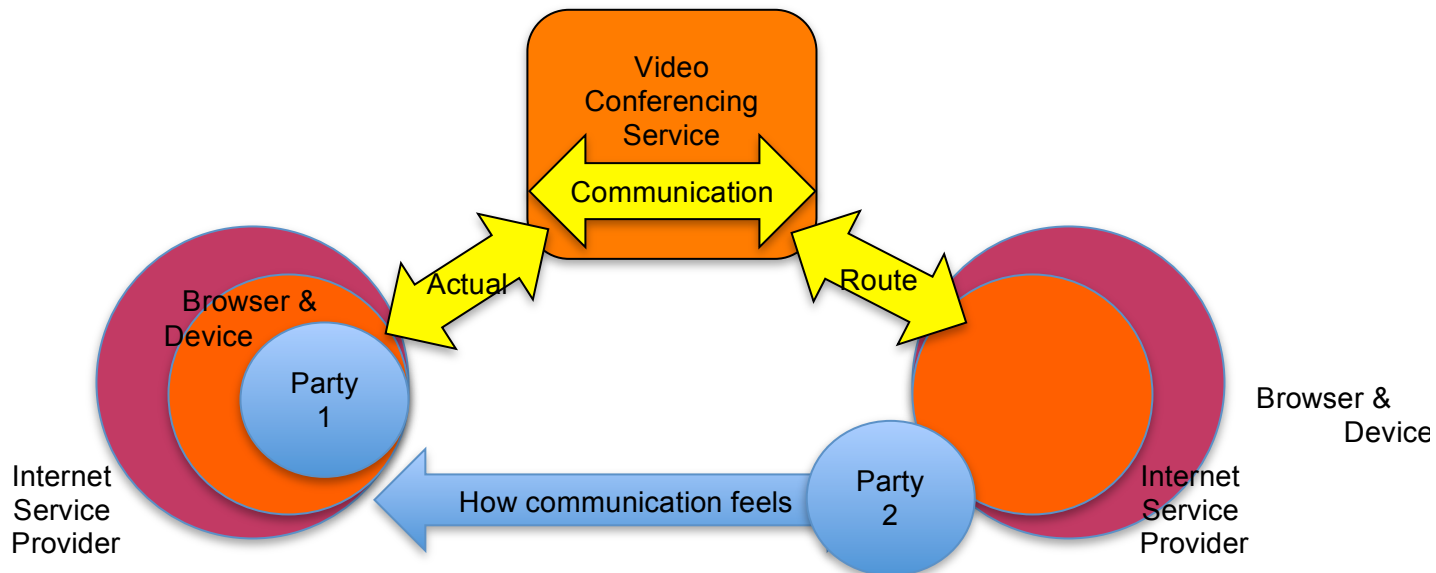 Video
Conferencing
Service
Communication
Actual
Route
Browser &
Device
Party
1
Internet
Service
Provider
How communication feels
Party
2
Browser &
Device
Internet
Service
Provider